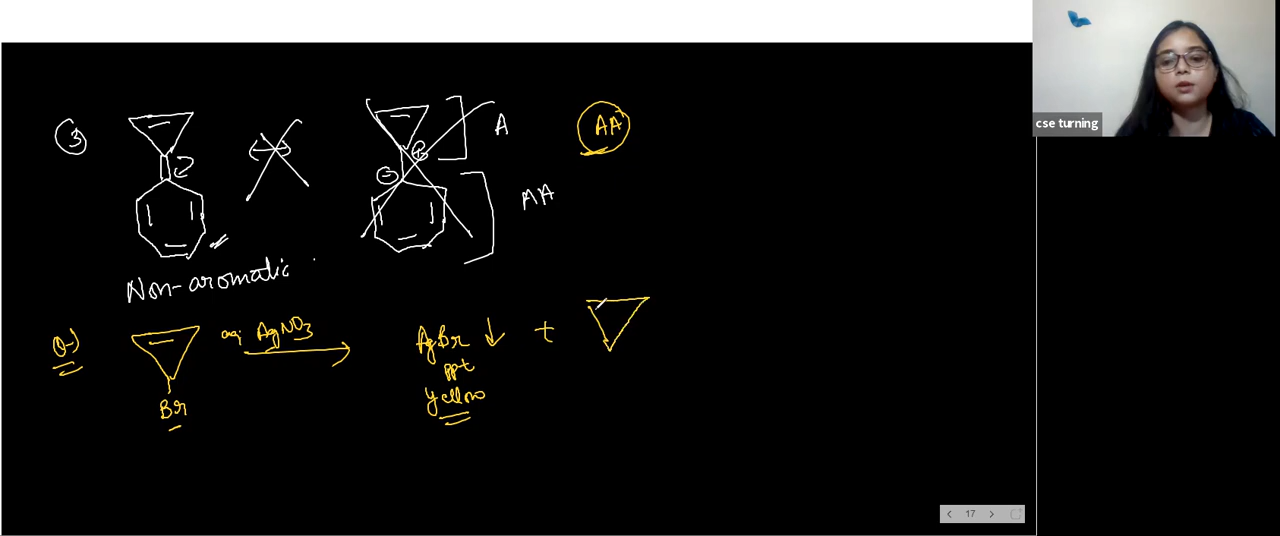 ③ A AA
⊕
⊖ AA
Non-aromatic
Q-) aq. AgNO3 AgBr ↓ +
ppt
Br yellow
cse turning
17